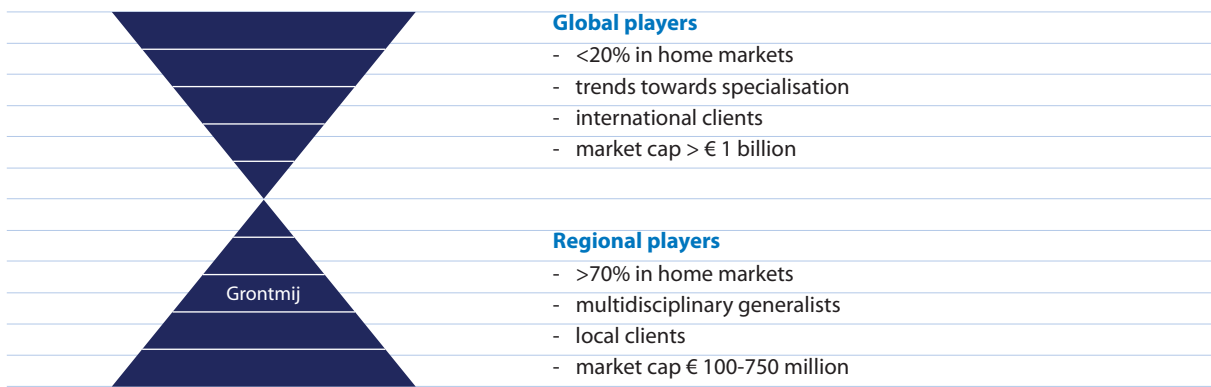 Global players
- <20% in home markets
- trends towards specialisation
- international clients
- market cap > € 1 billion
Regional players
- >70% in home markets
Grontmij
- multidisciplinary generalists
- local clients
- market cap € 100-750 million